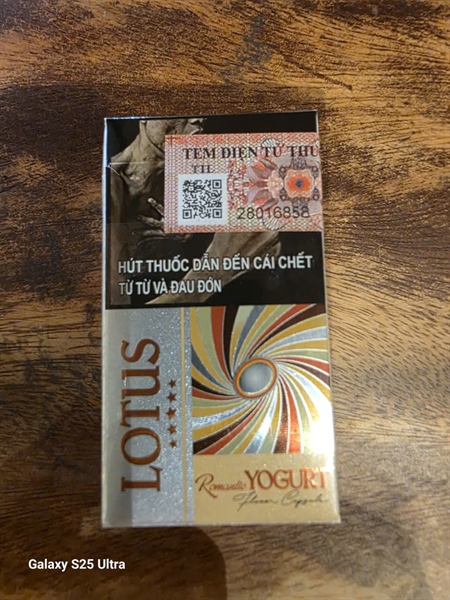 TEM ĐIỆN TỬ THU
28016858
HÚT THUỐC DẪN ĐẾN CÁI CHẾT
TỪ TỪ VÀ ĐAU ĐỚN
LOTUS
Romantic YOGURT
Flavor Capsule
Galaxy S25 Ultra